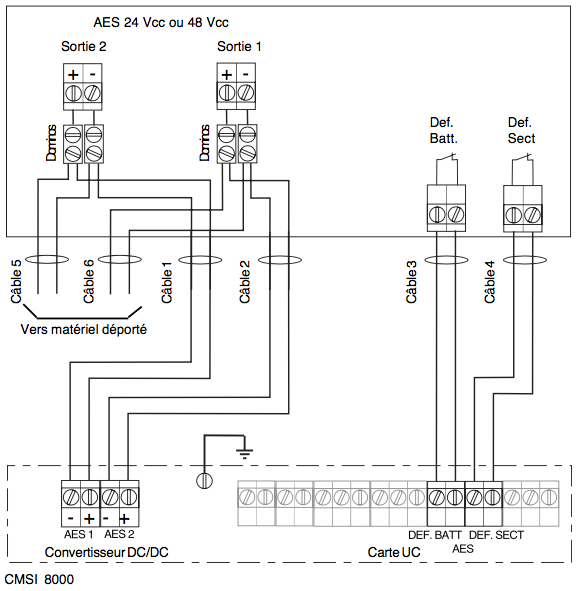 AES 24 Vcc ou 48 Vcc
Sortie 2
Sortie 1
+ -
+ -
Dominos
Dominos
Def.
Batt.
Def.
Sect
Câble 5
Câble 6
Câble 1
Câble 2
Câble 3
Câble 4
Vers matériel déporté
- + - +
AES 1 AES 2
Convertisseur DC/DC
DEF. BATT DEF. SECT
AES
Carte UC
CMSI 8000